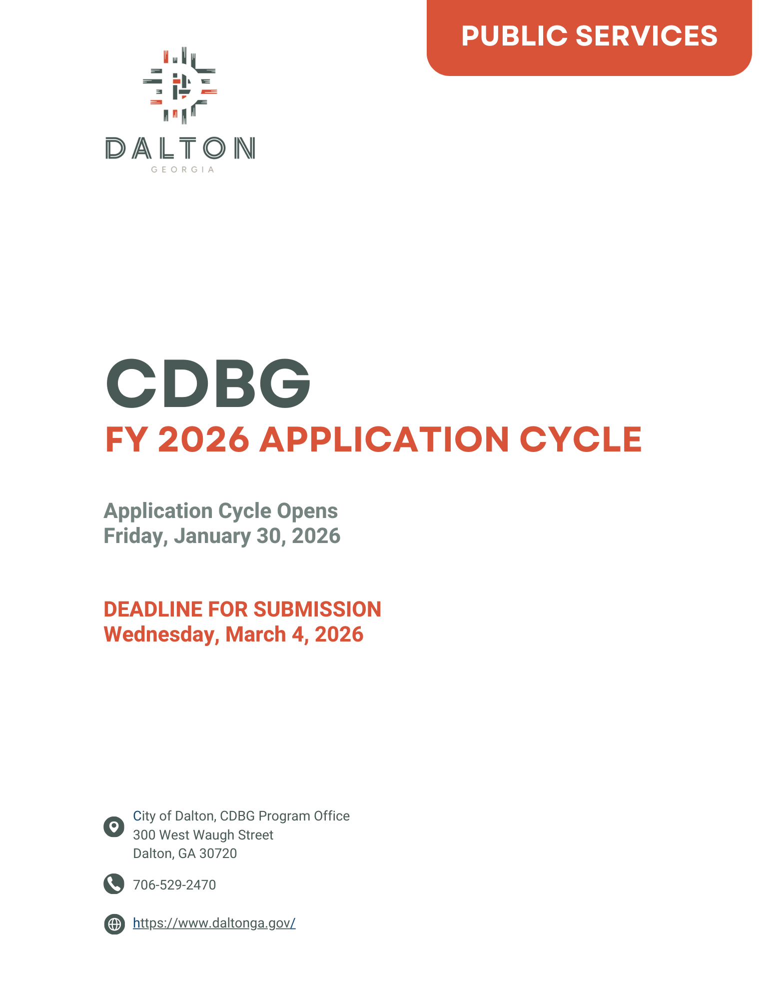 PUBLIC SERVICES
DALTON
GEORGIA
CDBG
FY 2026 APPLICATION CYCLE
Application Cycle Opens
Friday, January 30, 2026
DEADLINE FOR SUBMISSION
Wednesday, March 4, 2026
City of Dalton, CDBG Program Office
300 West Waugh Street
Dalton, GA 30720
706-529-2470
https://www.daltonga.gov/